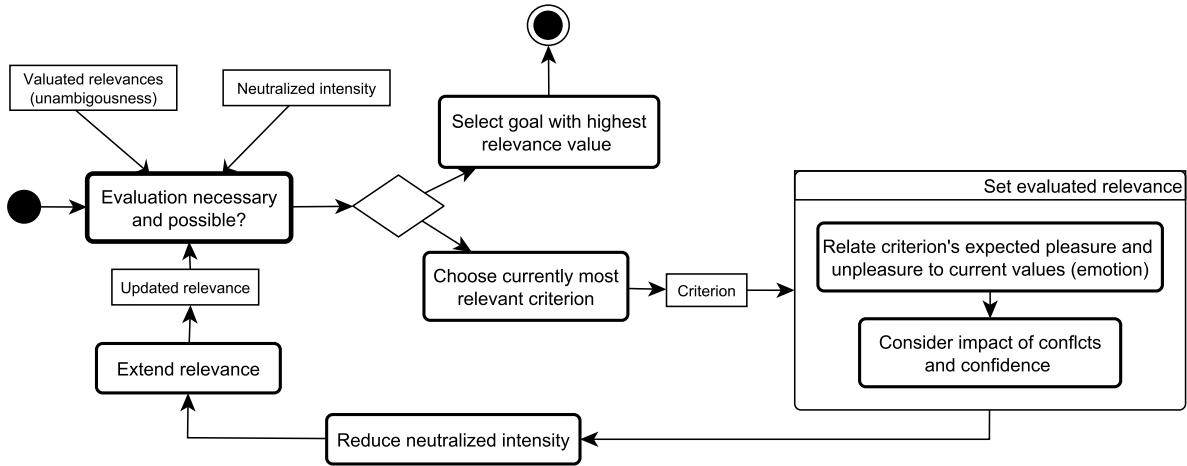 Valuated relevances
(unambigousness)
Neutralized intensity
Select goal with highest
relevance value
Evaluation necessary
and possible?
Set evaluated relevance
Relate criterion's expected pleasure and
unpleasure to current values (emotion)
Choose currently most
relevant criterion
Criterion
Updated relevance
Consider impact of conflcts
and confidence
Extend relevance
Reduce neutralized intensity